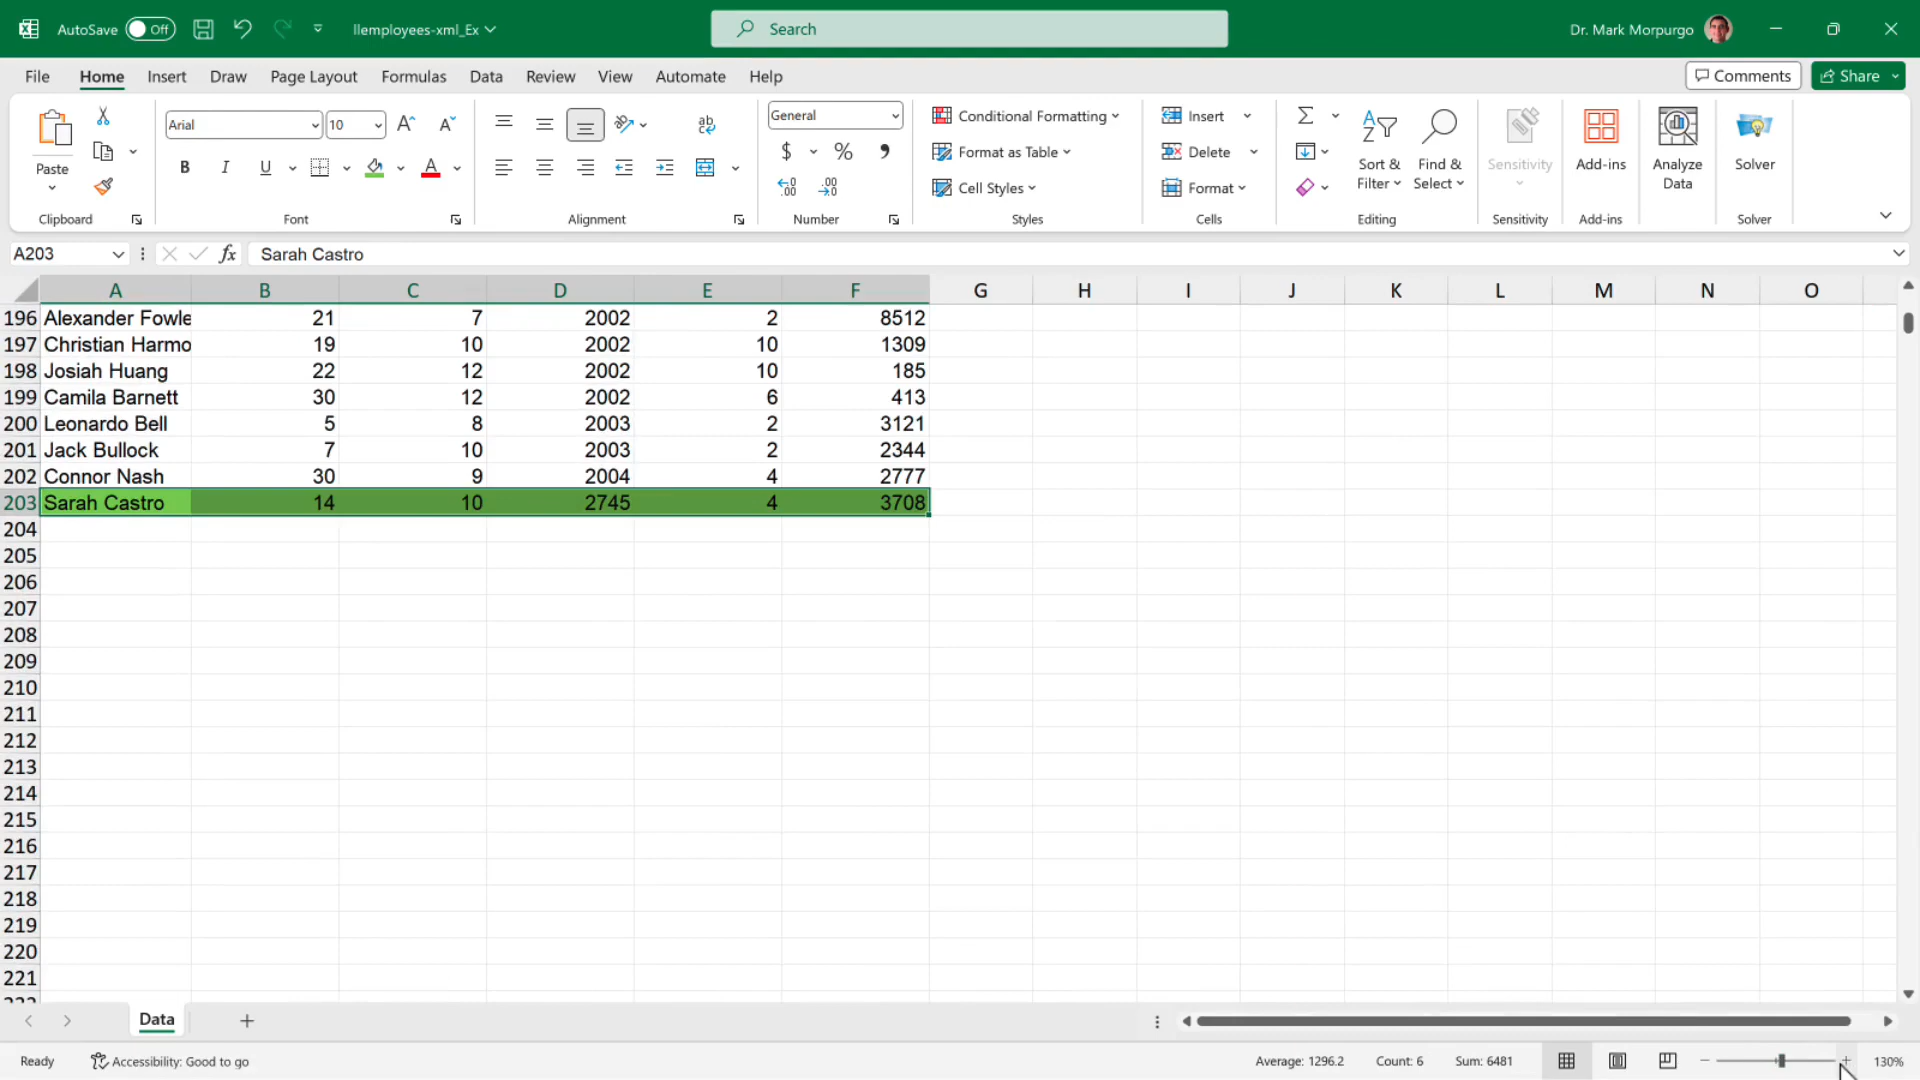 AutoSave Off llemployees-xml_Ex Search Dr. Mark Morpurgo
File Home Insert Draw Page Layout Formulas Data Review View Automate Help Comments Share
Paste Arial 10 General Conditional Formatting Format as Table Cell Styles Insert Delete Format Sort & Filter Find & Select Sensitivity Add-ins Analyze Data Solver
Clipboard Font Alignment Number Styles Cells Editing Sensitivity Add-ins Solver
A203 fx Sarah Castro
A B C D E F G H I J K L M N O
196 Alexander Fowle 21 7 2002 2 8512
197 Christian Harmo 19 10 2002 10 1309
198 Josiah Huang 22 12 2002 10 185
199 Camila Barnett 30 12 2002 6 413
200 Leonardo Bell 5 8 2003 2 3121
201 Jack Bullock 7 10 2003 2 2344
202 Connor Nash 30 9 2004 4 2777
203 Sarah Castro 14 10 2745 4 3708
204
205
206
207
208
209
210
211
212
213
214
215
216
217
218
219
220
221
Data
Ready Accessibility: Good to go Average: 1296.2 Count: 6 Sum: 6481 130%